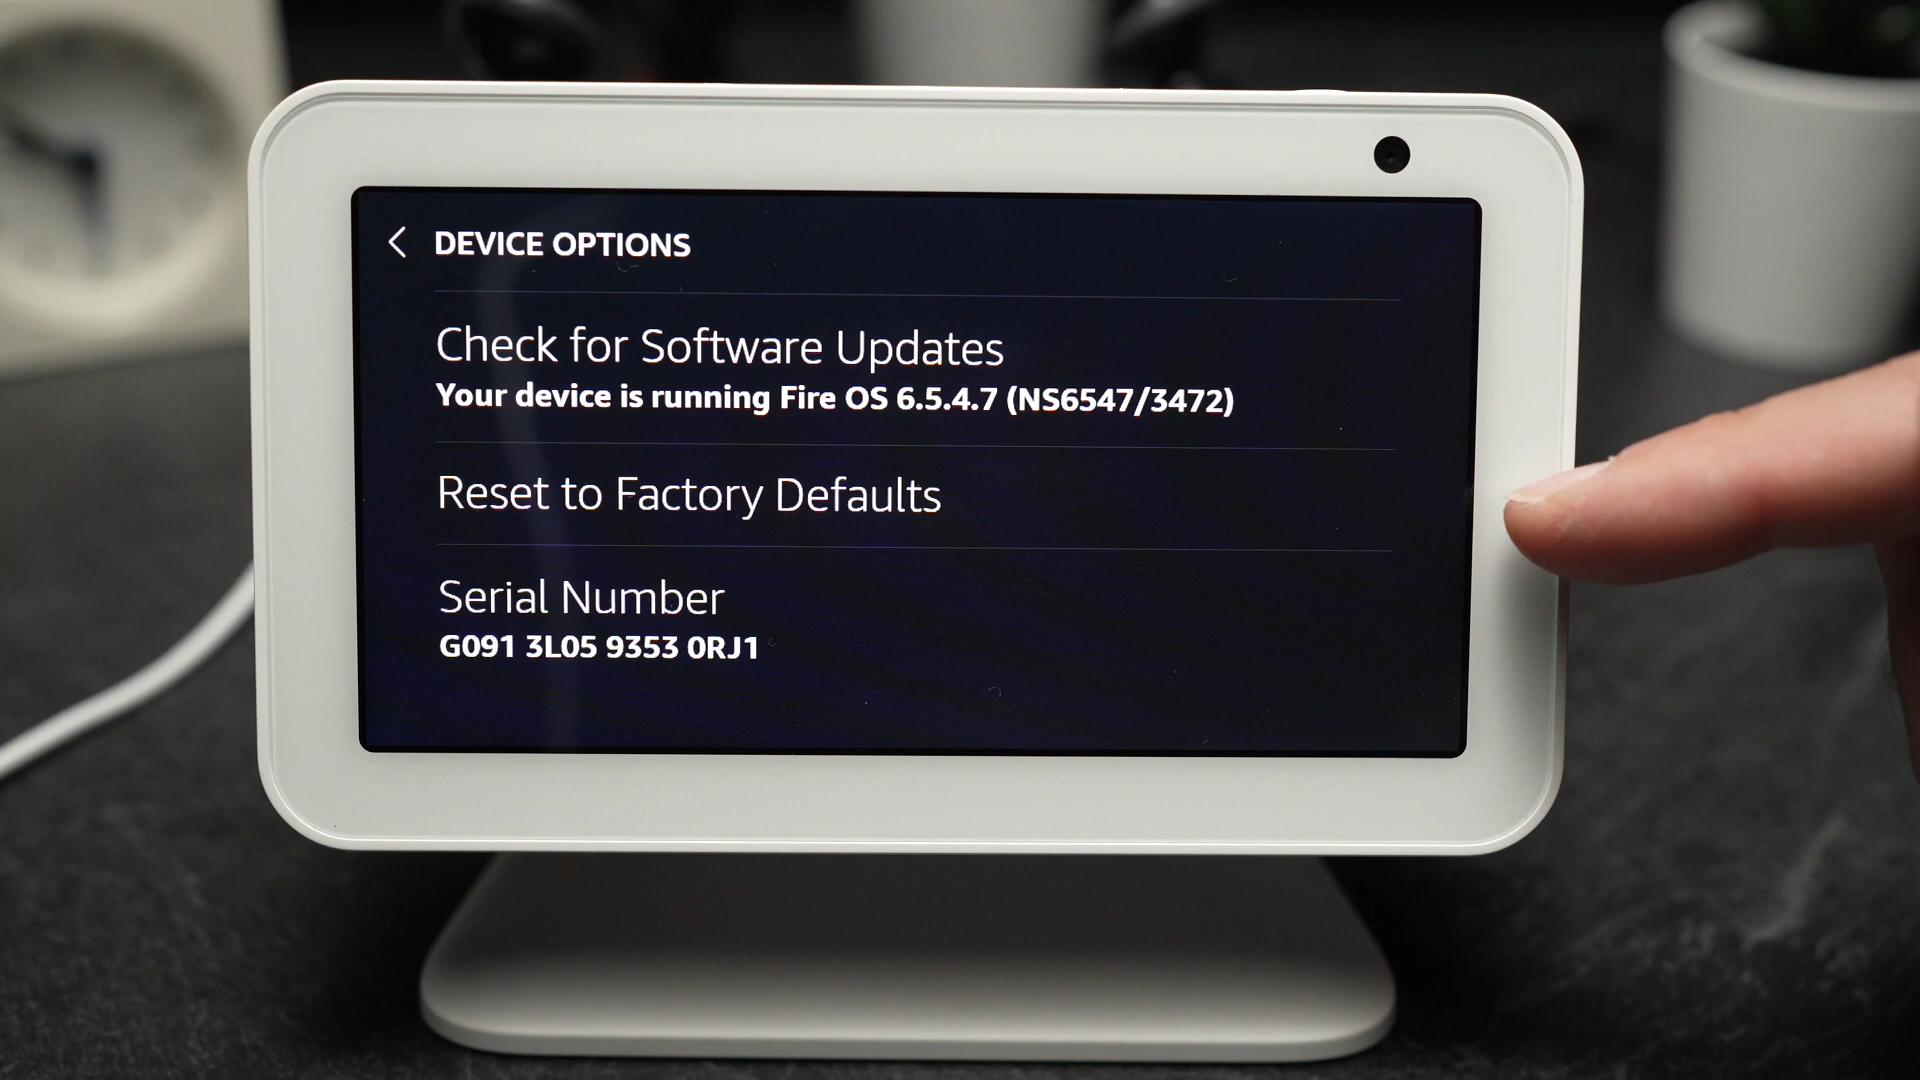 DEVICE OPTIONS
Check for Software Updates
Your device is running Fire OS 6.5.4.7 (NS6547/3472)
Reset to Factory Defaults
Serial Number
G091 3L05 9353 0RJ1